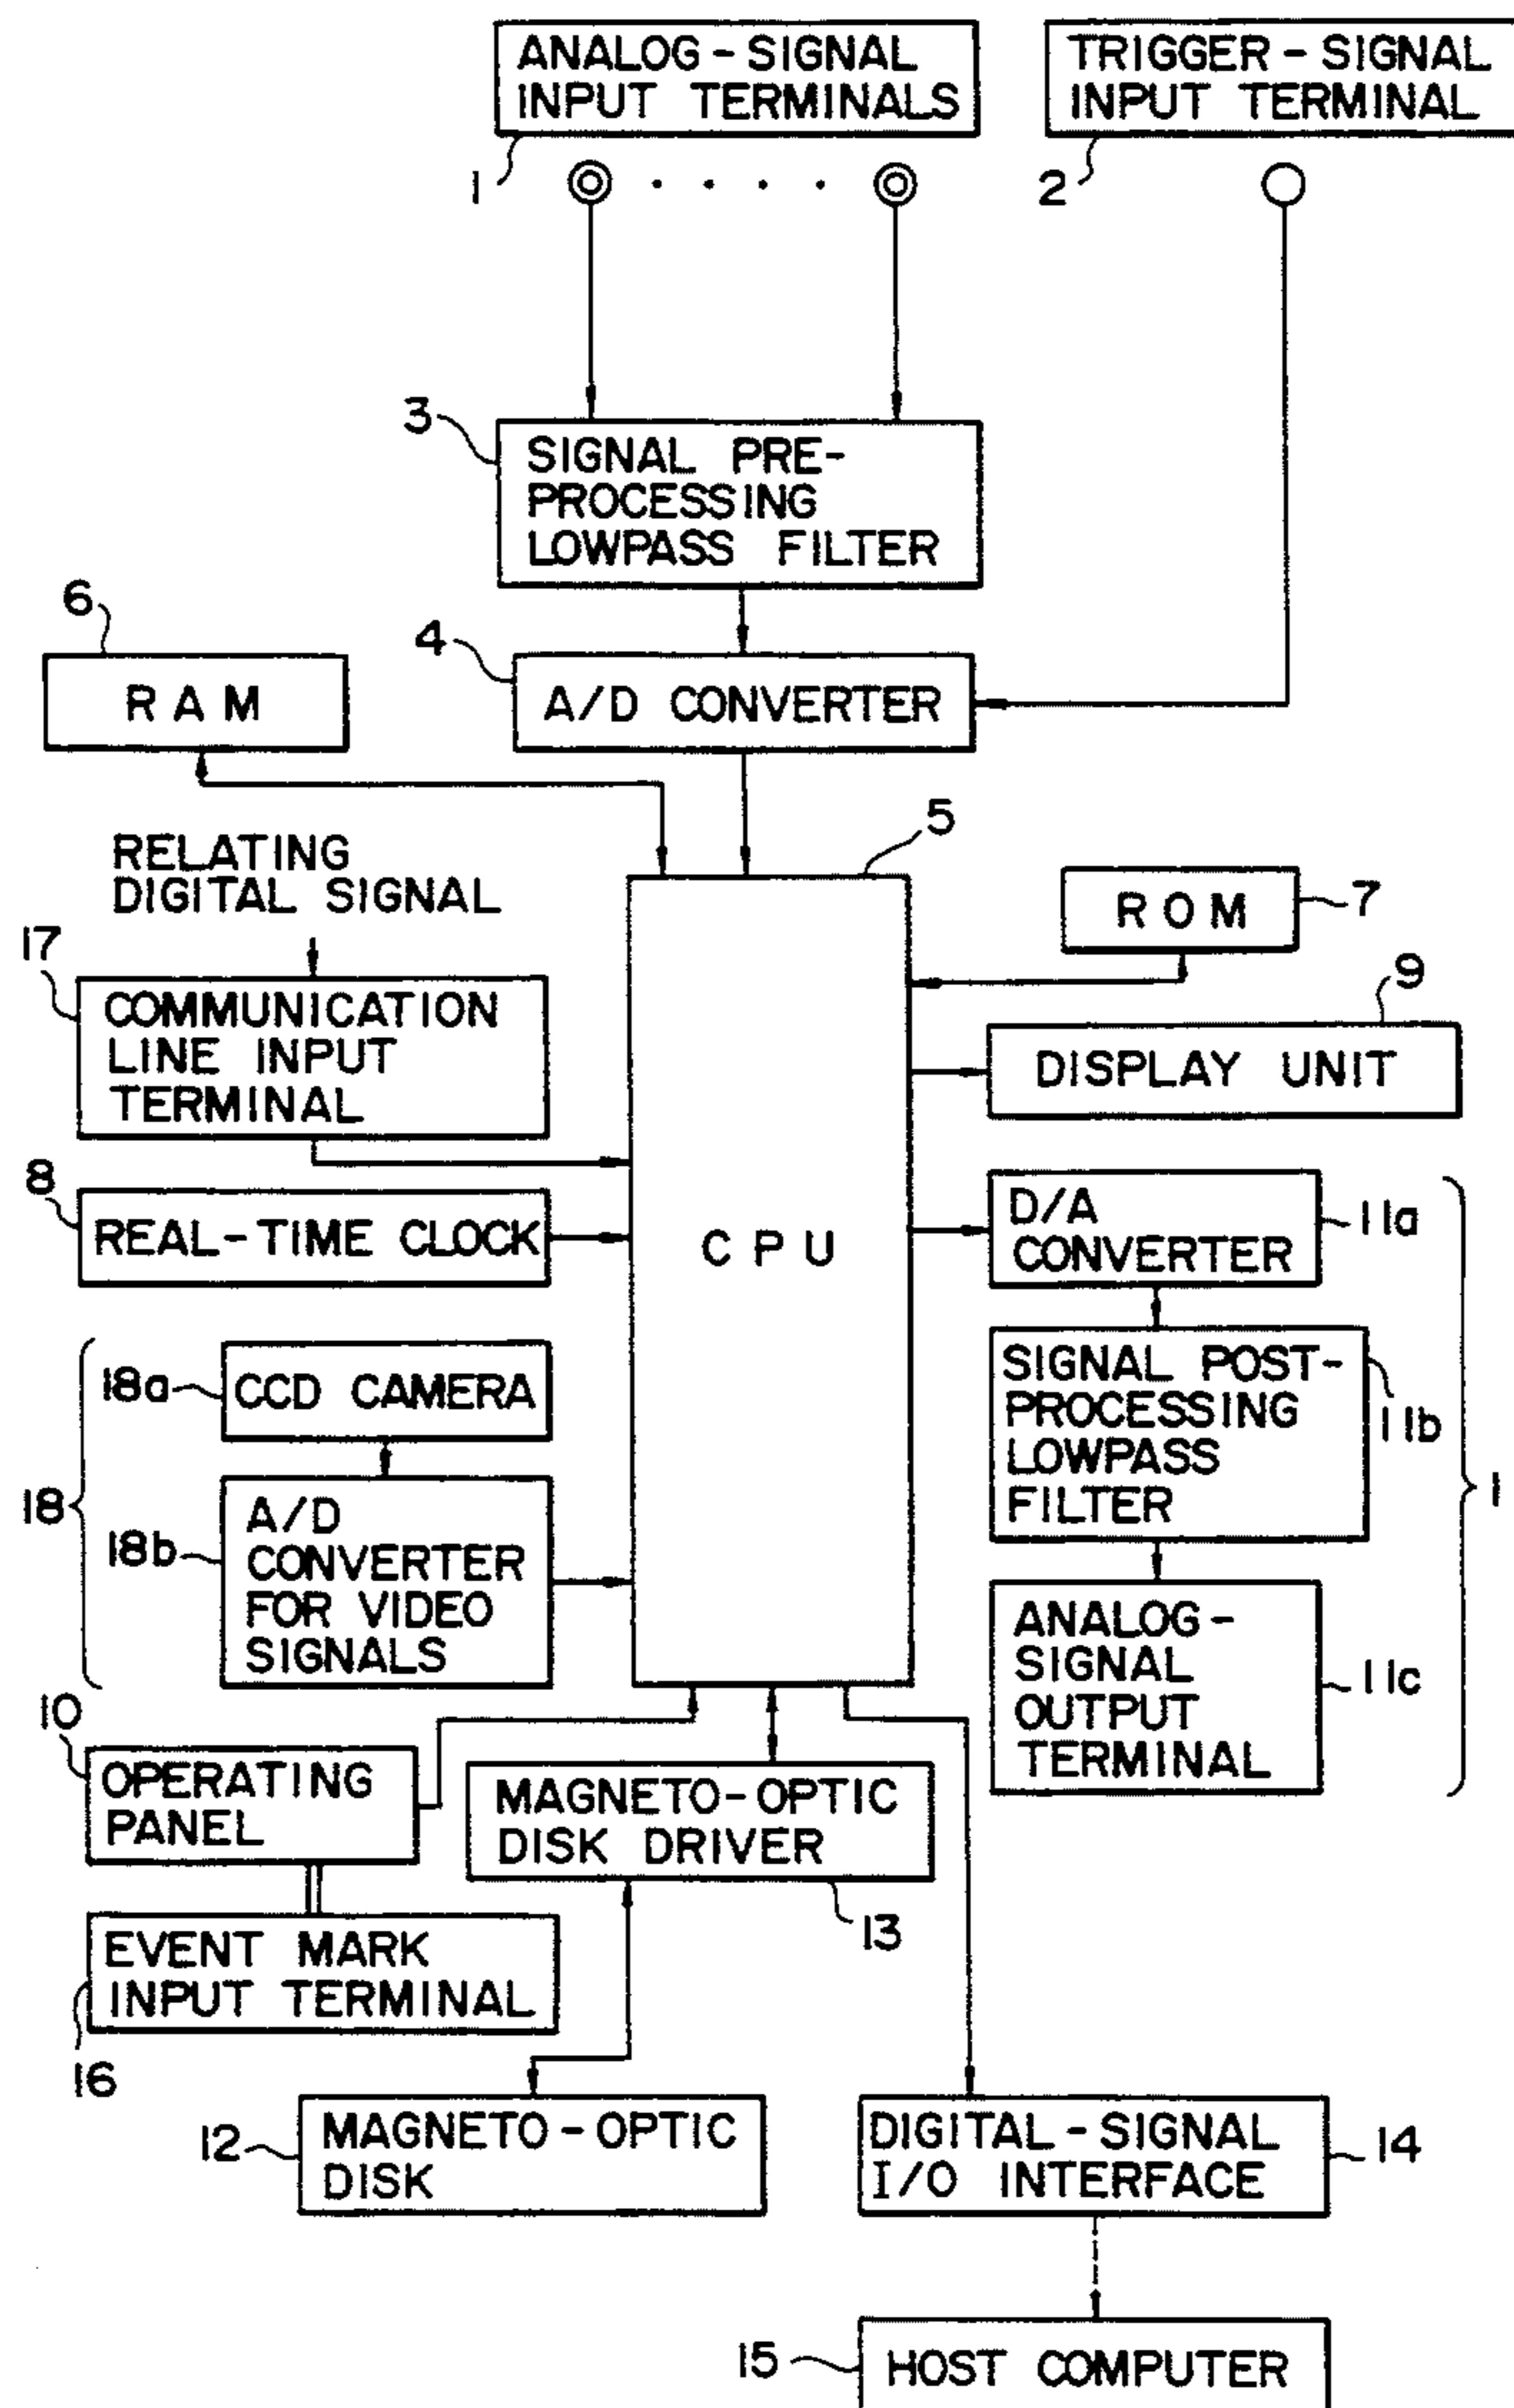 ANALOG-SIGNAL
INPUT TERMINALS
TRIGGER-SIGNAL
INPUT TERMINAL
1
2
3
SIGNAL PRE-
PROCESSING
LOWPASS FILTER
6
4
RAM
A/D CONVERTER
5
RELATING
DIGITAL SIGNAL
ROM
7
17
COMMUNICATION
LINE INPUT
TERMINAL
9
DISPLAY UNIT
8
REAL-TIME CLOCK
CPU
D/A
CONVERTER
11a
18a
CCD CAMERA
SIGNAL POST-
PROCESSING
LOWPASS
FILTER
11b
18
1
18b
A/D
CONVERTER
FOR VIDEO
SIGNALS
ANALOG-
SIGNAL
OUTPUT
TERMINAL
11c
10
OPERATING
PANEL
MAGNETO-OPTIC
DISK DRIVER
13
EVENT MARK
INPUT TERMINAL
16
12
MAGNETO-OPTIC
DISK
DIGITAL-SIGNAL
I/O INTERFACE
14
15
HOST COMPUTER